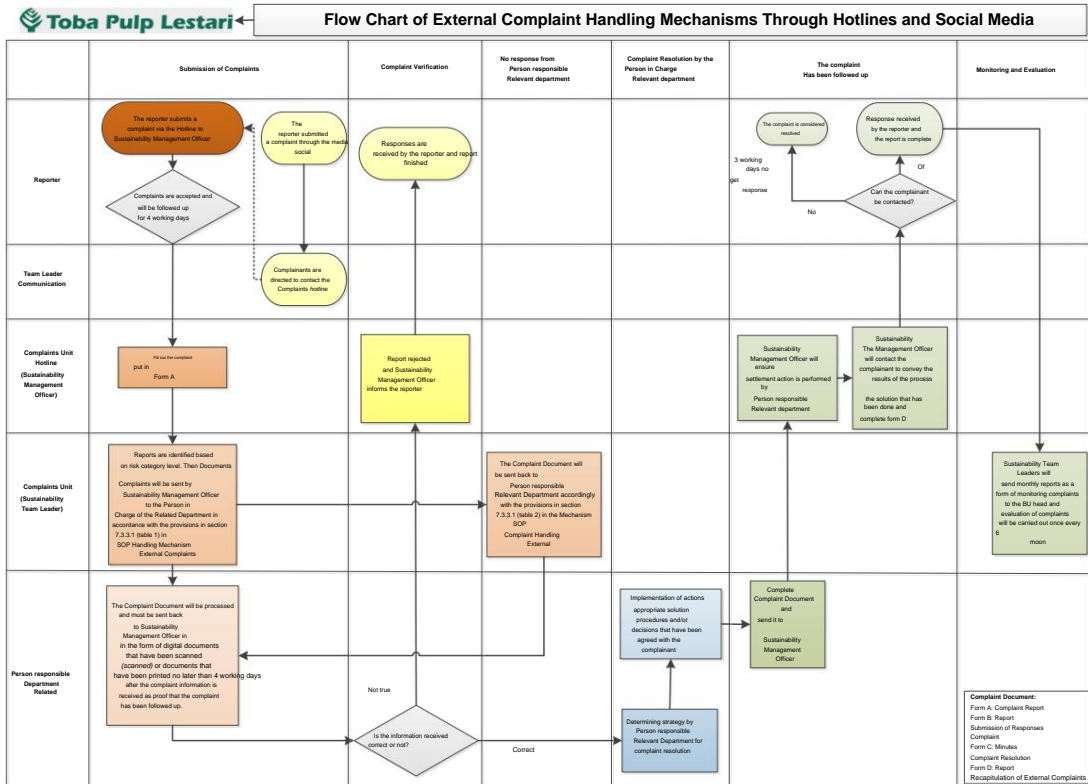 Toba Pulp Lestari
Flow Chart of External Complaint Handling Mechanisms Through Hotlines and Social Media
Submission of Complaints
Complaint Verification
No response from
Person responsible
Relevant department
Complaint Resolution by the
Person in Charge
Relevant department
The complaint
Has been followed up
Monitoring and Evaluation
Reporter
The reporter submits a
complaint via the Hotline to
Sustainability Management Officer
The
reporter submitted
a complaint through the media
social
Responses are
received by the reporter and report
finished
The complaint is considered
resolved
Response received
by the reporter and
the report is complete
Complaints are accepted and
will be followed up
for 4 working days
3 working
days no
get
response
Of
Can the complainant
be contacted?
No
Team Leader
Communication
Complainants are
directed to contact the
Complaints hotline
Complaints Unit
Hotline
(Sustainability
Management
Officer)
Fill out the complaint
put in
Form A
Report rejected
and Sustainability
Management Officer
informs the reporter
Sustainability
Management Officer will
ensure
settlement action is performed
by
Person responsible
Relevant department
Sustainability
The Management Officer
will contact the
complainant to convey the
results of the process
the solution that has
been done and
complete form D
Complaints Unit
(Sustainability
Team Leader)
Reports are identified based
on risk category level. Then Documents
Complaints will be sent by
Sustainability Management Officer
to the Person in
Charge of the Related Department in
accordance with the provisions in section
7.3.3.1 (table 1) in
SOP Handling Mechanism
External Complaints
The Complaint Document will
be sent back to
Person responsible
Relevant Department accordingly
with the provisions in section
7.3.3.1 (table 2) in the Mechanism
SOP
Complaint Handling
External
Sustainability Team
Leaders will
send monthly reports as a
form of monitoring complaints
to the BU head and
evaluation of complaints
will be carried out once every
6
moon
Person responsible
Department
Related
The Complaint Document will be processed
and must be sent back
to Sustainability
Management Officer in
in the form of digital documents
that have been scanned
(scanned) or documents that
have been printed no later than 4 working days
after the complaint information is
received as proof that the complaint
has been followed up.
Not true
Is the information received
correct or not?
Correct
Implementation of actions
appropriate solution
procedures and/or
decisions that have been
agreed with the
complainant
Determining strategy by
Person responsible
Relevant Department for
complaint resolution
Complete
Complaint Document
and
send it to
Sustainability
Management
Officer
Complaint Document:
Form A: Complaint Report
Form B: Report
Submission of Responses
Complaint
Form C: Minutes
Complaint Resolution
Form D: Report
Recapitulation of External Complaints